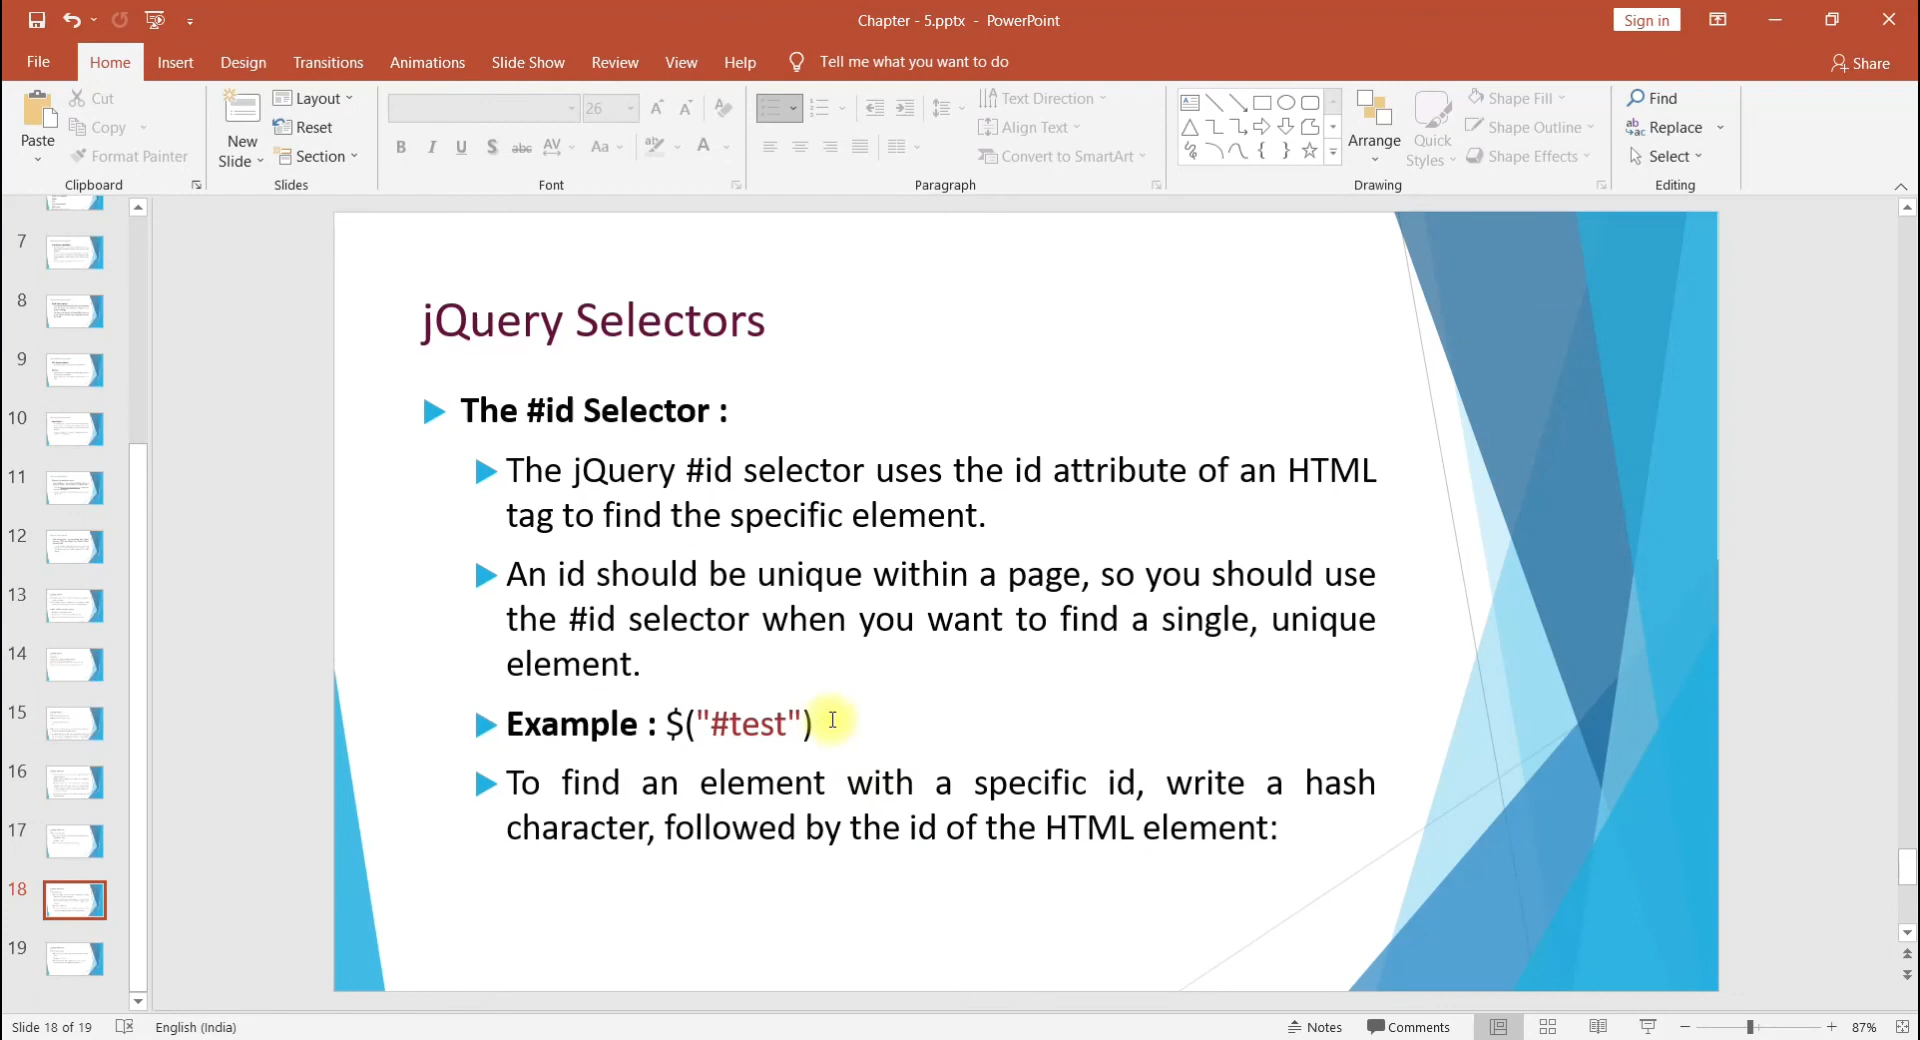 Chapter - 5.pptx - PowerPoint
Sign in
File Home Insert Design Transitions Animations Slide Show Review View Help Tell me what you want to do Share
Paste
Cut
Copy
Format Painter
Clipboard
New Slide
Layout
Reset
Section
Slides
26
B I U S abc AV Aa A
Font
Text Direction
Align Text
Convert to SmartArt
Paragraph
Arrange
Quick Styles
Shape Fill
Shape Outline
Shape Effects
Drawing
Find
Replace
Select
Editing
7
8
9
10
11
12
13
14
15
16
17
18
19
jQuery Selectors
The #id Selector :
The jQuery #id selector uses the id attribute of an HTML
tag to find the specific element.
An id should be unique within a page, so you should use
the #id selector when you want to find a single, unique
element.
Example : $("#test")
To find an element with a specific id, write a hash
character, followed by the id of the HTML element:
Slide 18 of 19 English (India) Notes Comments 87%